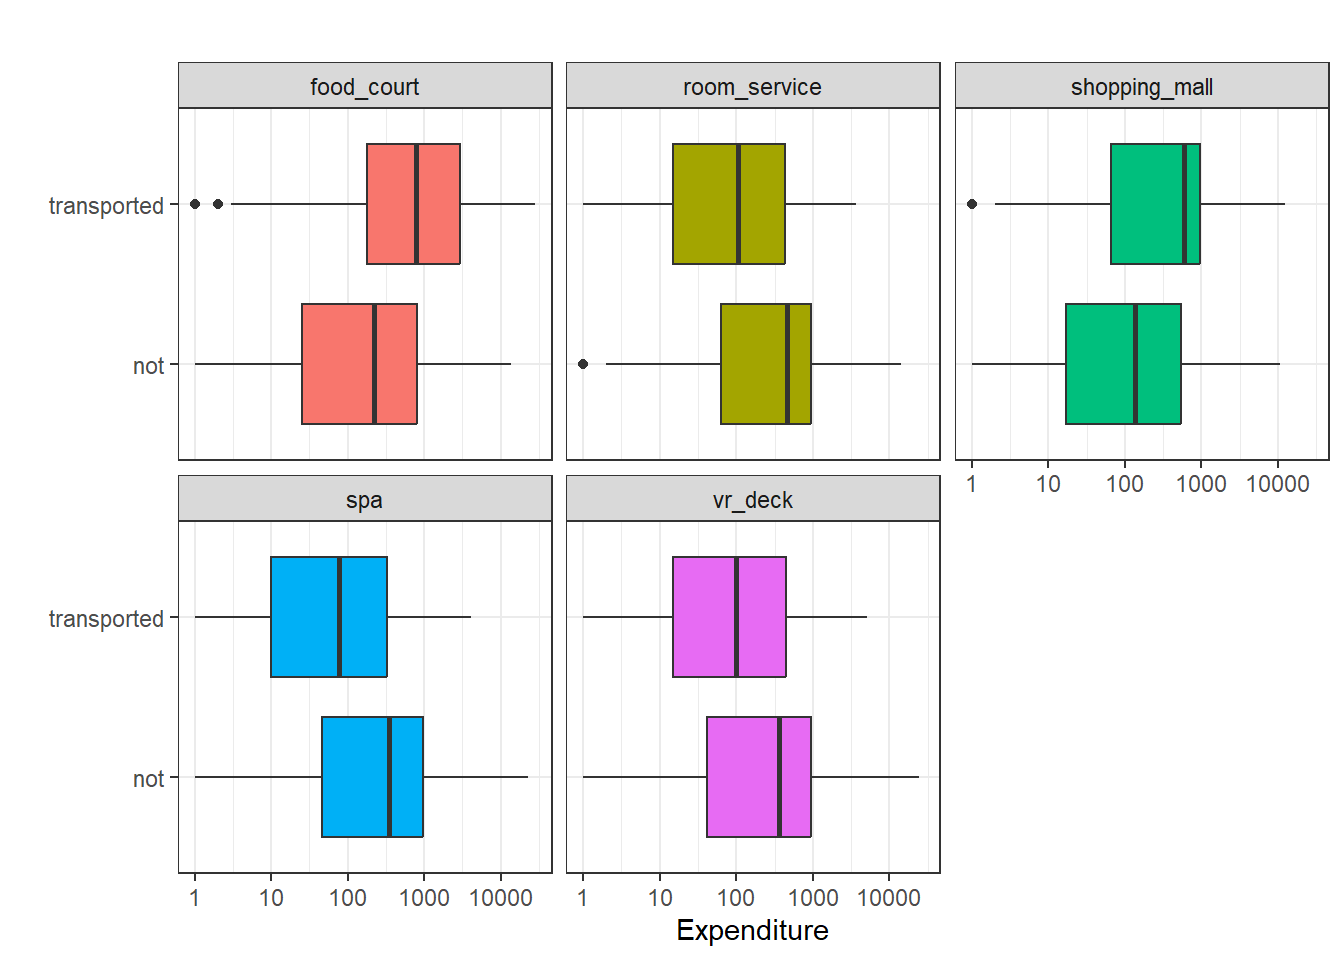 food_court
room_service
shopping_mall
transported
not
1 10 100 1000 10000
spa
vr_deck
transported
not
1 10 100 1000 10000
1 10 100 1000 10000
Expenditure